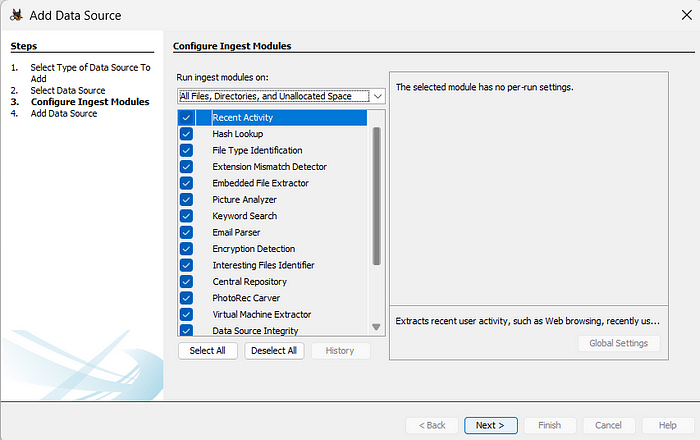 Add Data Source
Steps
1. Select Type of Data Source To
Add
2. Select Data Source
3. Configure Ingest Modules
4. Add Data Source
Configure Ingest Modules
Run ingest modules on:
All Files, Directories, and Unallocated Space
Recent Activity
Hash Lookup
File Type Identification
Extension Mismatch Detector
Embedded File Extractor
Picture Analyzer
Keyword Search
Email Parser
Encryption Detection
Interesting Files Identifier
Central Repository
PhotoRec Carver
Virtual Machine Extractor
Data Source Integrity
Select All
Deselect All
History
The selected module has no per-run settings.
Extracts recent user activity, such as Web browsing, recently us...
Global Settings
< Back
Next >
Finish
Cancel
Help